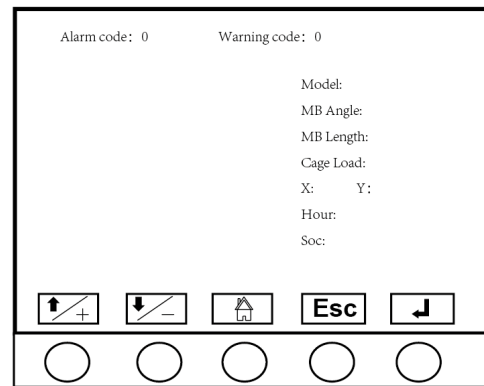 Alarm code: 0 Warning code: 0
Model:
MB Angle:
MB Length:
Cage Load:
X: Y:
Hour:
Soc:
+ − Esc